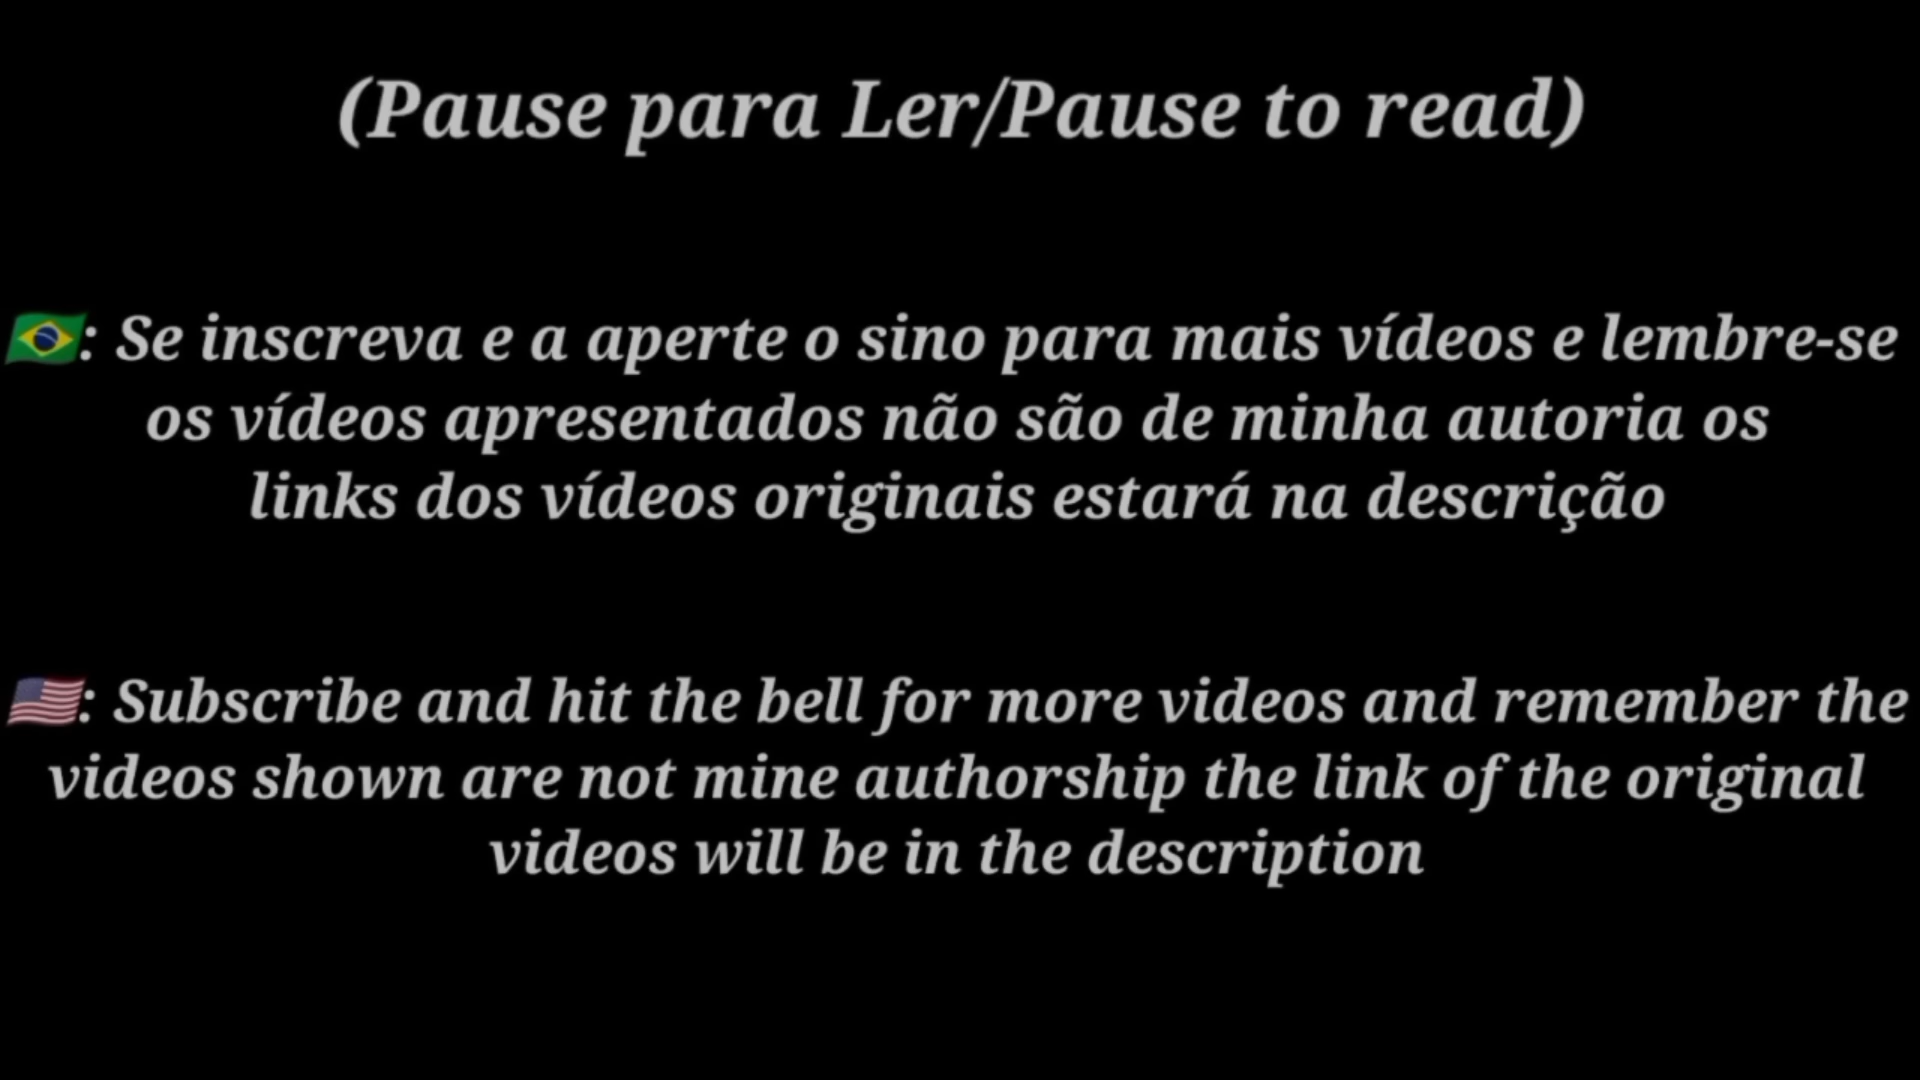 (Pause para Ler/Pause to read)
🇧🇷: Se inscreva e a aperte o sino para mais vídeos e lembre-se
os vídeos apresentados não são de minha autoria os
links dos vídeos originais estará na descrição
🇺🇸: Subscribe and hit the bell for more videos and remember the
videos shown are not mine authorship the link of the original
videos will be in the description